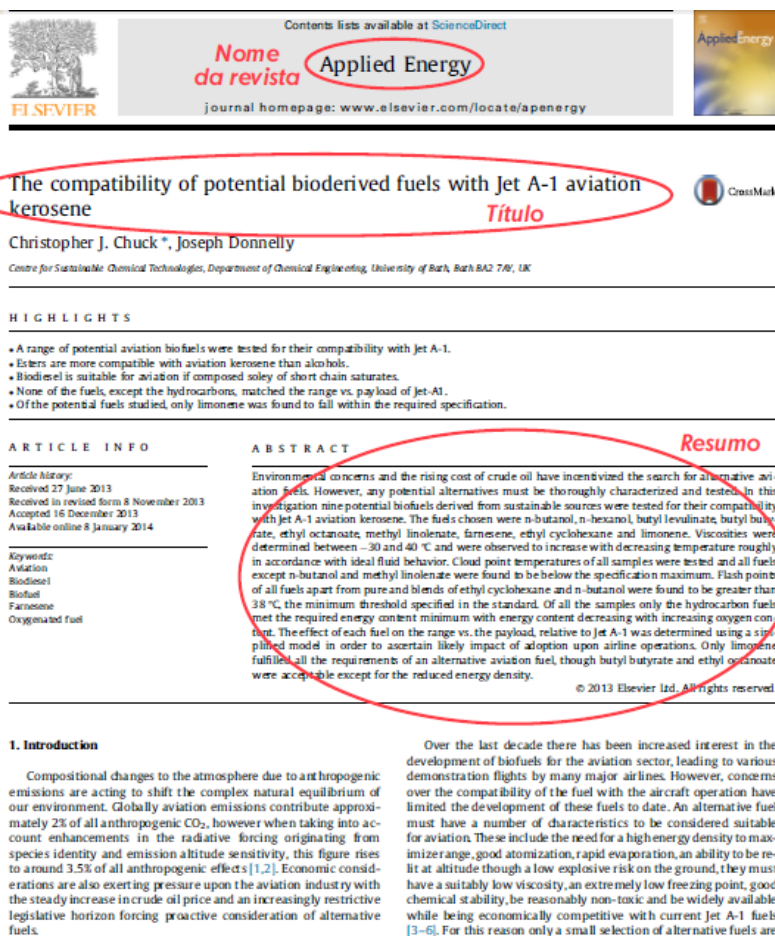 Contents lists available at ScienceDirect
Nome
da revista
Applied Energy
journal homepage: www.elsevier.com/locate/apenergy
ELSEVIER
AppliedEnergy
The compatibility of potential bioderived fuels with Jet A-1 aviation
kerosene
Título
CrossMark
Christopher J. Chuck *, Joseph Donnelly
Centre for Sustainable Chemical Technologies, Department of Chemical Engineering, University of Bath, Bath BA2 7AY, UK
HIGHLIGHTS
• A range of potential aviation biofuels were tested for their compatibility with Jet A-1.
• Esters are more compatible with aviation kerosene than alcohols.
• Biodiesel is suitable for aviation if composed soley of short chain saturates.
• None of the fuels, except the hydrocarbons, matched the range vs. payload of Jet-A1.
• Of the potential fuels studied, only limonene was found to fall within the required specification.
ARTICLE INFO
Article history:
Received 27 June 2013
Received in revised form 8 November 2013
Accepted 16 December 2013
Available online 8 January 2014
Keywords:
Aviation
Biodiesel
Biofuel
Farnesene
Oxygenated fuel
ABSTRACT
Resumo
Environmental concerns and the rising cost of crude oil have incentivized the search for alternative avi-
ation fuels. However, any potential alternatives must be thoroughly characterized and tested. In this
investigation nine potential biofuels derived from sustainable sources were tested for their compatibility
with Jet A-1 aviation kerosene. The fuels chosen were n-butanol, n-hexanol, butyl levulinate, butyl buty-
rate, ethyl octanoate, methyl linolenate, farnesene, ethyl cyclohexane and limonene. Viscosities were
determined between −30 and 40 °C and were observed to increase with decreasing temperature roughly
in accordance with ideal fluid behavior. Cloud point temperatures of all samples were tested and all fuels
except n-butanol and methyl linolenate were found to be below the specification maximum. Flash points
of all fuels apart from pure and blends of ethyl cyclohexane and n-butanol were found to be greater than
38 °C, the minimum threshold specified in the standard. Of all the samples only the hydrocarbon fuels
met the required energy content minimum with energy content decreasing with increasing oxygen con-
tent. The effect of each fuel on the range vs. the payload, relative to Jet A-1 was determined using a sim-
plified model in order to ascertain likely impact of adoption upon airline operations. Only limonene
fulfilled all the requirements of an alternative aviation fuel, though butyl butyrate and ethyl octanoate
were acceptable except for the reduced energy density.
© 2013 Elsevier Ltd. All rights reserved.
1. Introduction
Compositional changes to the atmosphere due to anthropogenic
emissions are acting to shift the complex natural equilibrium of
our environment. Globally aviation emissions contribute approxi-
mately 2% of all anthropogenic CO₂, however when taking into ac-
count enhancements in the radiative forcing originating from
species identity and emission altitude sensitivity, this figure rises
to around 3.5% of all anthropogenic effects [1,2]. Economic consid-
erations are also exerting pressure upon the aviation industry with
the steady increase in crude oil price and an increasingly restrictive
legislative horizon forcing proactive consideration of alternative
fuels.
Over the last decade there has been increased interest in the
development of biofuels for the aviation sector, leading to various
demonstration flights by many major airlines. However, concerns
over the compatibility of the fuel with the aircraft operation have
limited the development of these fuels to date. An alternative fuel
must have a number of characteristics to be considered suitable
for aviation. These include the need for a high energy density to max-
imize range, good atomization, rapid evaporation, an ability to be re-
lit at altitude though a low explosive risk on the ground, they must
have a suitably low viscosity, an extremely low freezing point, good
chemical stability, be reasonably non-toxic and be widely available
while being economically competitive with current Jet A-1 fuels
[3–6]. For this reason only a small selection of alternative fuels are